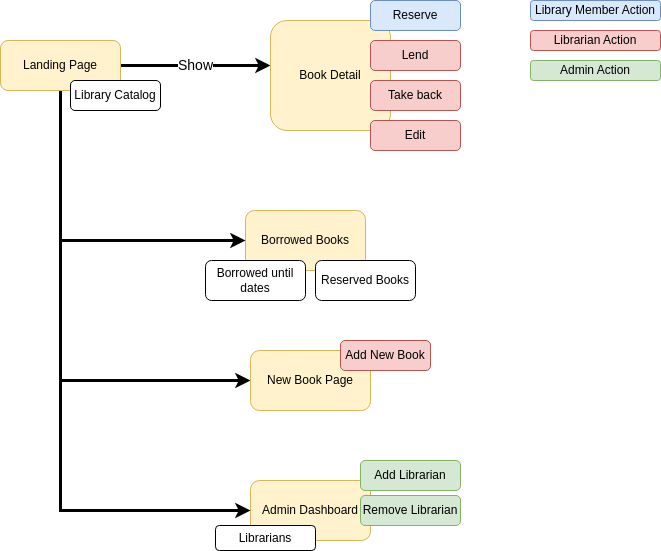 Reserve
Library Member Action
Lend
Librarian Action
Landing Page
Show
Book Detail
Admin Action
Library Catalog
Take back
Edit
Borrowed Books
Borrowed until
dates
Reserved Books
Add New Book
New Book Page
Add Librarian
Admin Dashboard
Remove Librarian
Librarians